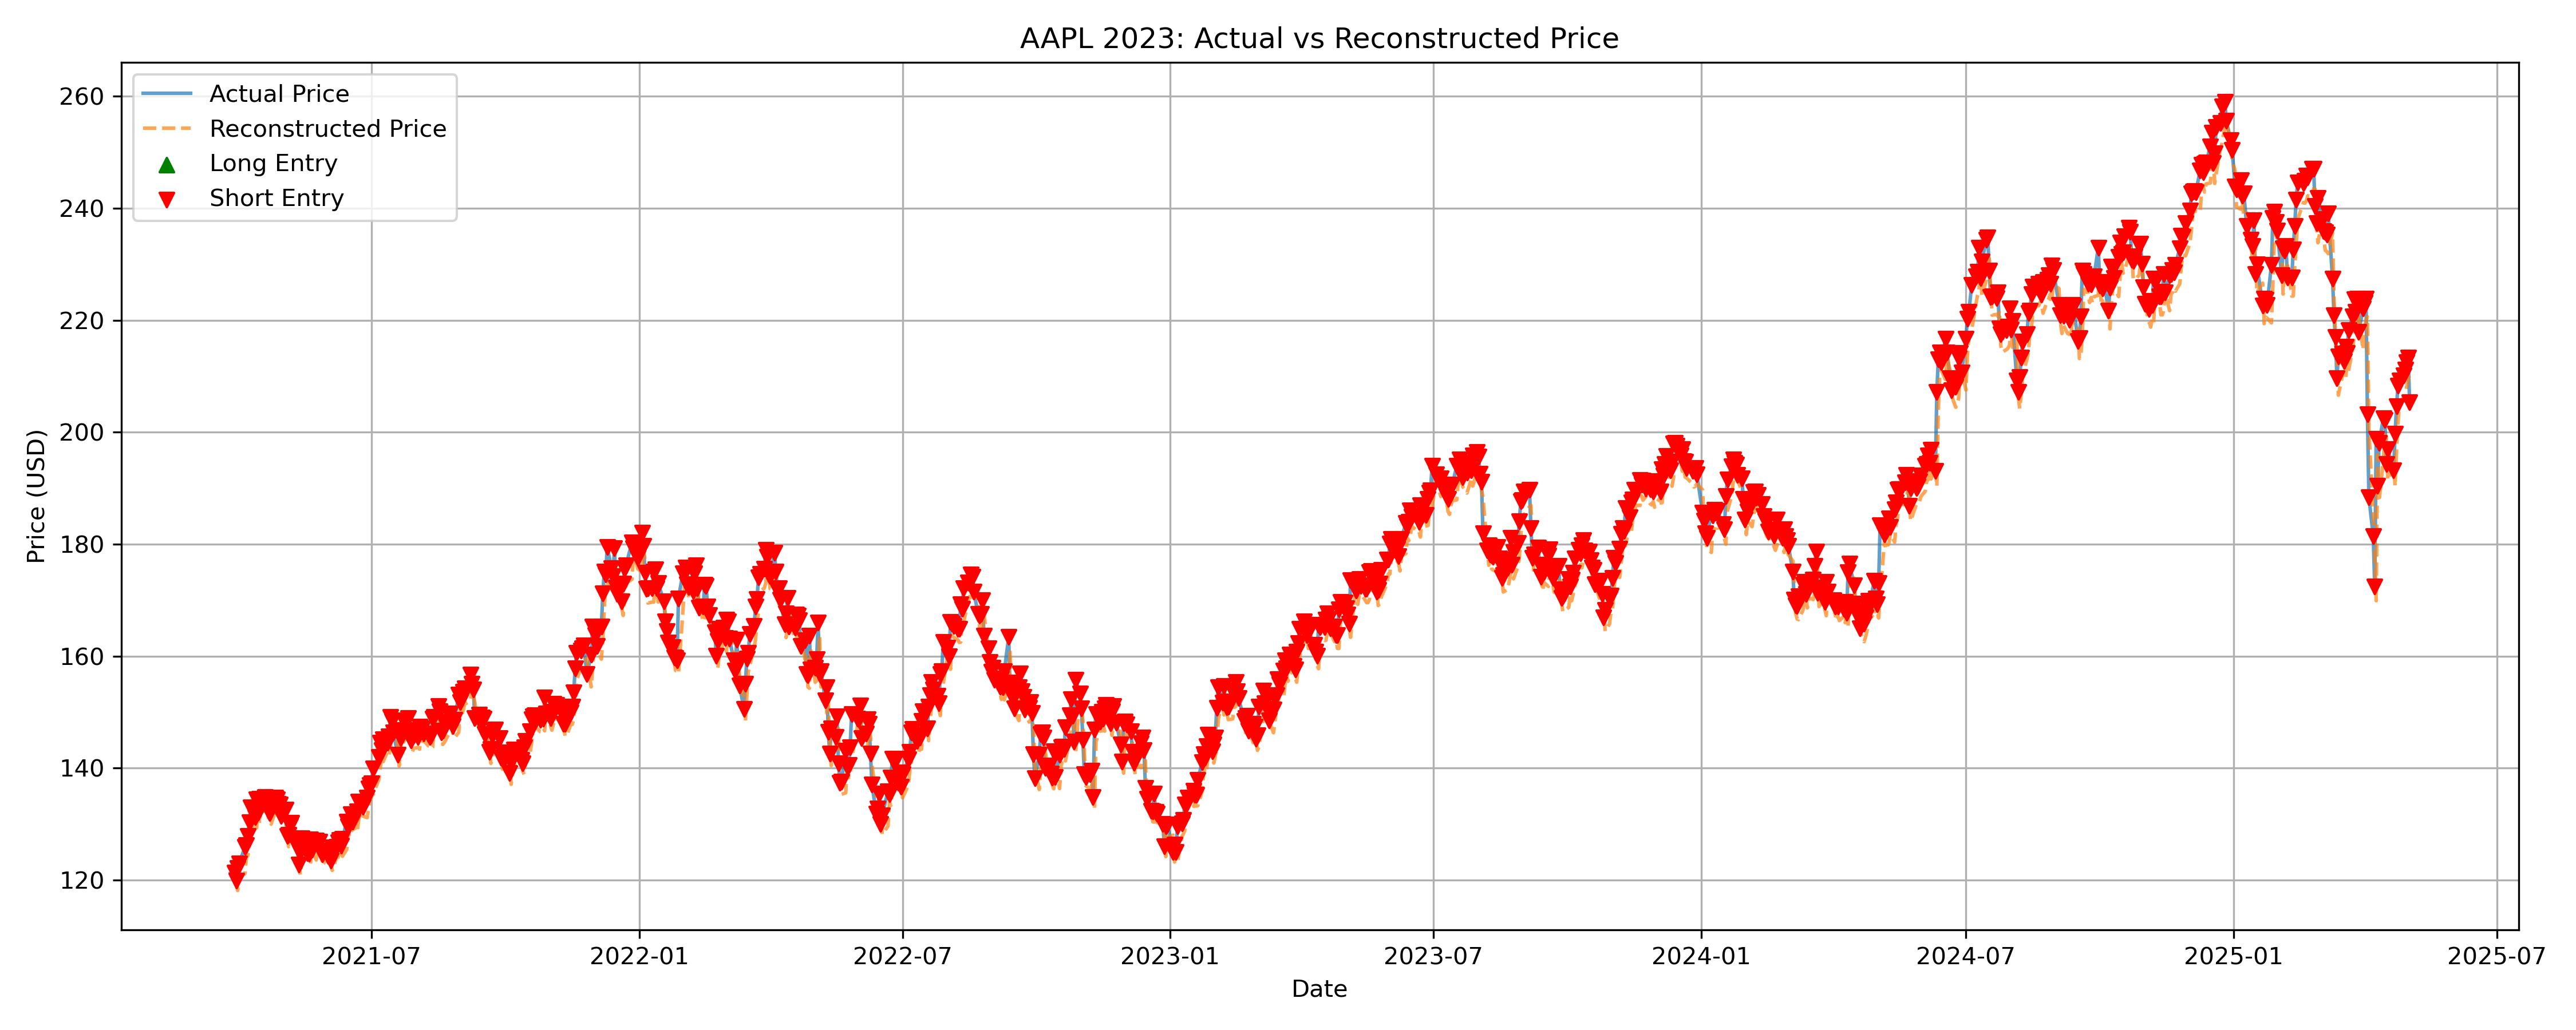 AAPL 2023: Actual vs Reconstructed Price
Actual Price
Reconstructed Price
Long Entry
Short Entry
Price (USD)
260
240
220
200
180
160
140
120
2021-07 2022-01 2022-07 2023-01 2023-07 2024-01 2024-07 2025-01 2025-07
Date